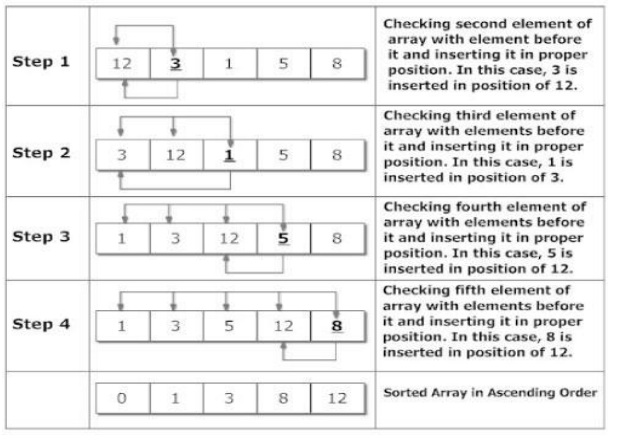 Step 1
12 3 1 5 8
Checking second element of
array with element before
it and inserting it in proper
position. In this case, 3 is
inserted in position of 12.
Step 2
3 12 1 5 8
Checking third element of
array with elements before
it and inserting it in proper
position. In this case, 1 is
inserted in position of 3.
Step 3
1 3 12 5 8
Checking fourth element of
array with elements before
it and inserting it in proper
position. In this case, 5 is
inserted in position of 12.
Step 4
1 3 5 12 8
Checking fifth element of
array with elements before
it and inserting it in proper
position. In this case, 8 is
inserted in position of 12.
0 1 3 8 12
Sorted Array in Ascending Order